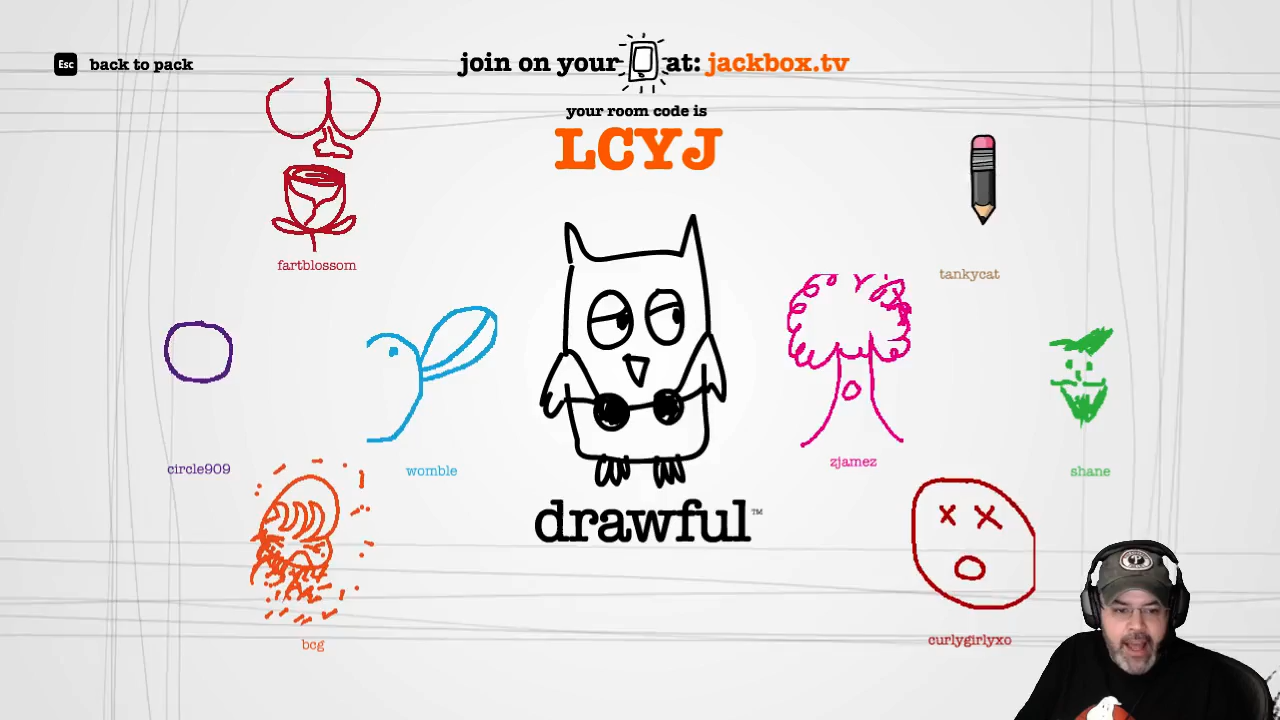 Esc back to pack
join on your at: jackbox.tv
your room code is
LCYJ
fartblossom
tankycat
circle909
womble
zjamez
shane
drawful™
bcg
curlygirlyxo